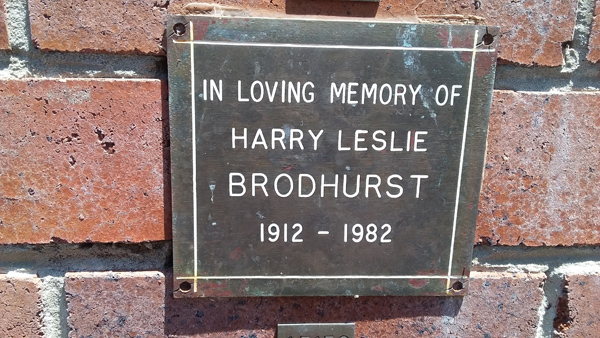 IN LOVING MEMORY OF
HARRY LESLIE
BRODHURST
1912 - 1982